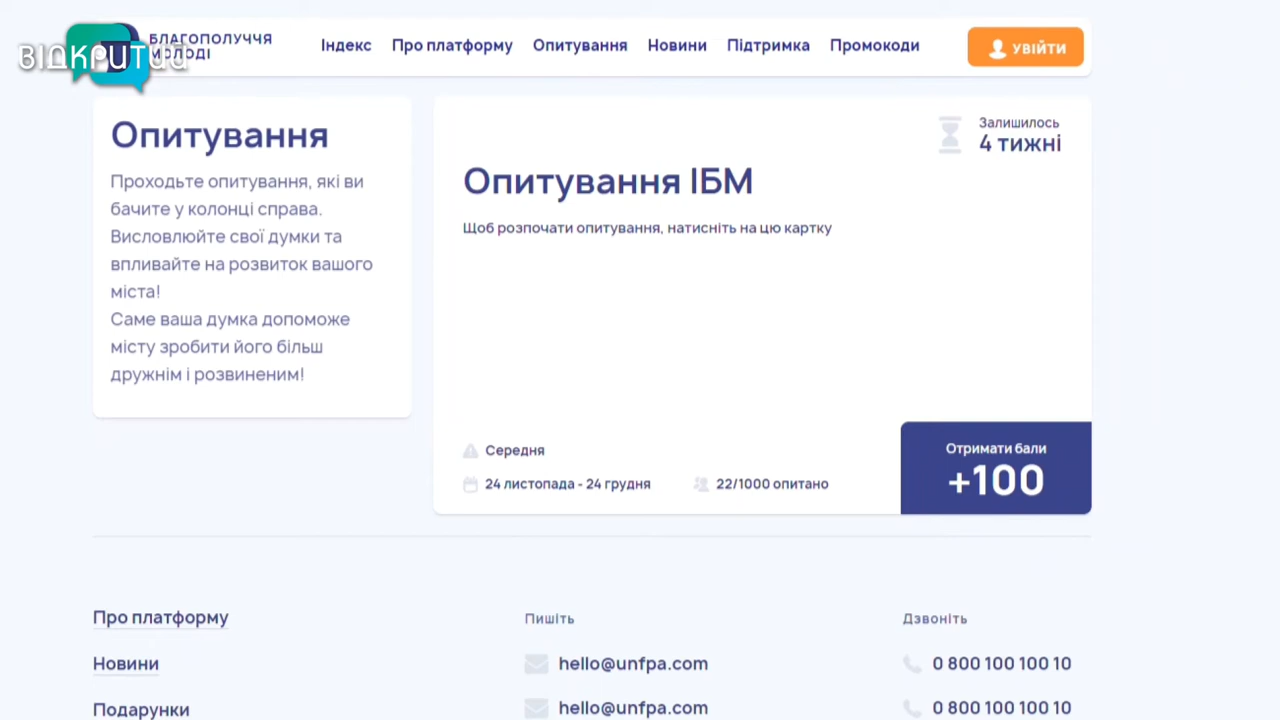 ВІДКРИТИЙ
БЛАГОПОЛУЧЧЯ
МОЛОДІ
Індекс
Про платформу
Опитування
Новини
Підтримка
Промокоди
УВІЙТИ
Опитування
Проходьте опитування, які ви
бачите у колонці справа.
Висловлюйте свої думки та
впливайте на розвиток вашого
міста!
Саме ваша думка допоможе
місту зробити його більш
дружнім і розвиненим!
Залишилось
4 тижні
Опитування ІБМ
Щоб розпочати опитування, натисніть на цю картку
Середня
24 листопада - 24 грудня
22/1000 опитано
Отримати бали
+100
Про платформу
Новини
Подарунки
Пишіть
hello@unfpa.com
hello@unfpa.com
Дзвоніть
0 800 100 100 10
0 800 100 100 10